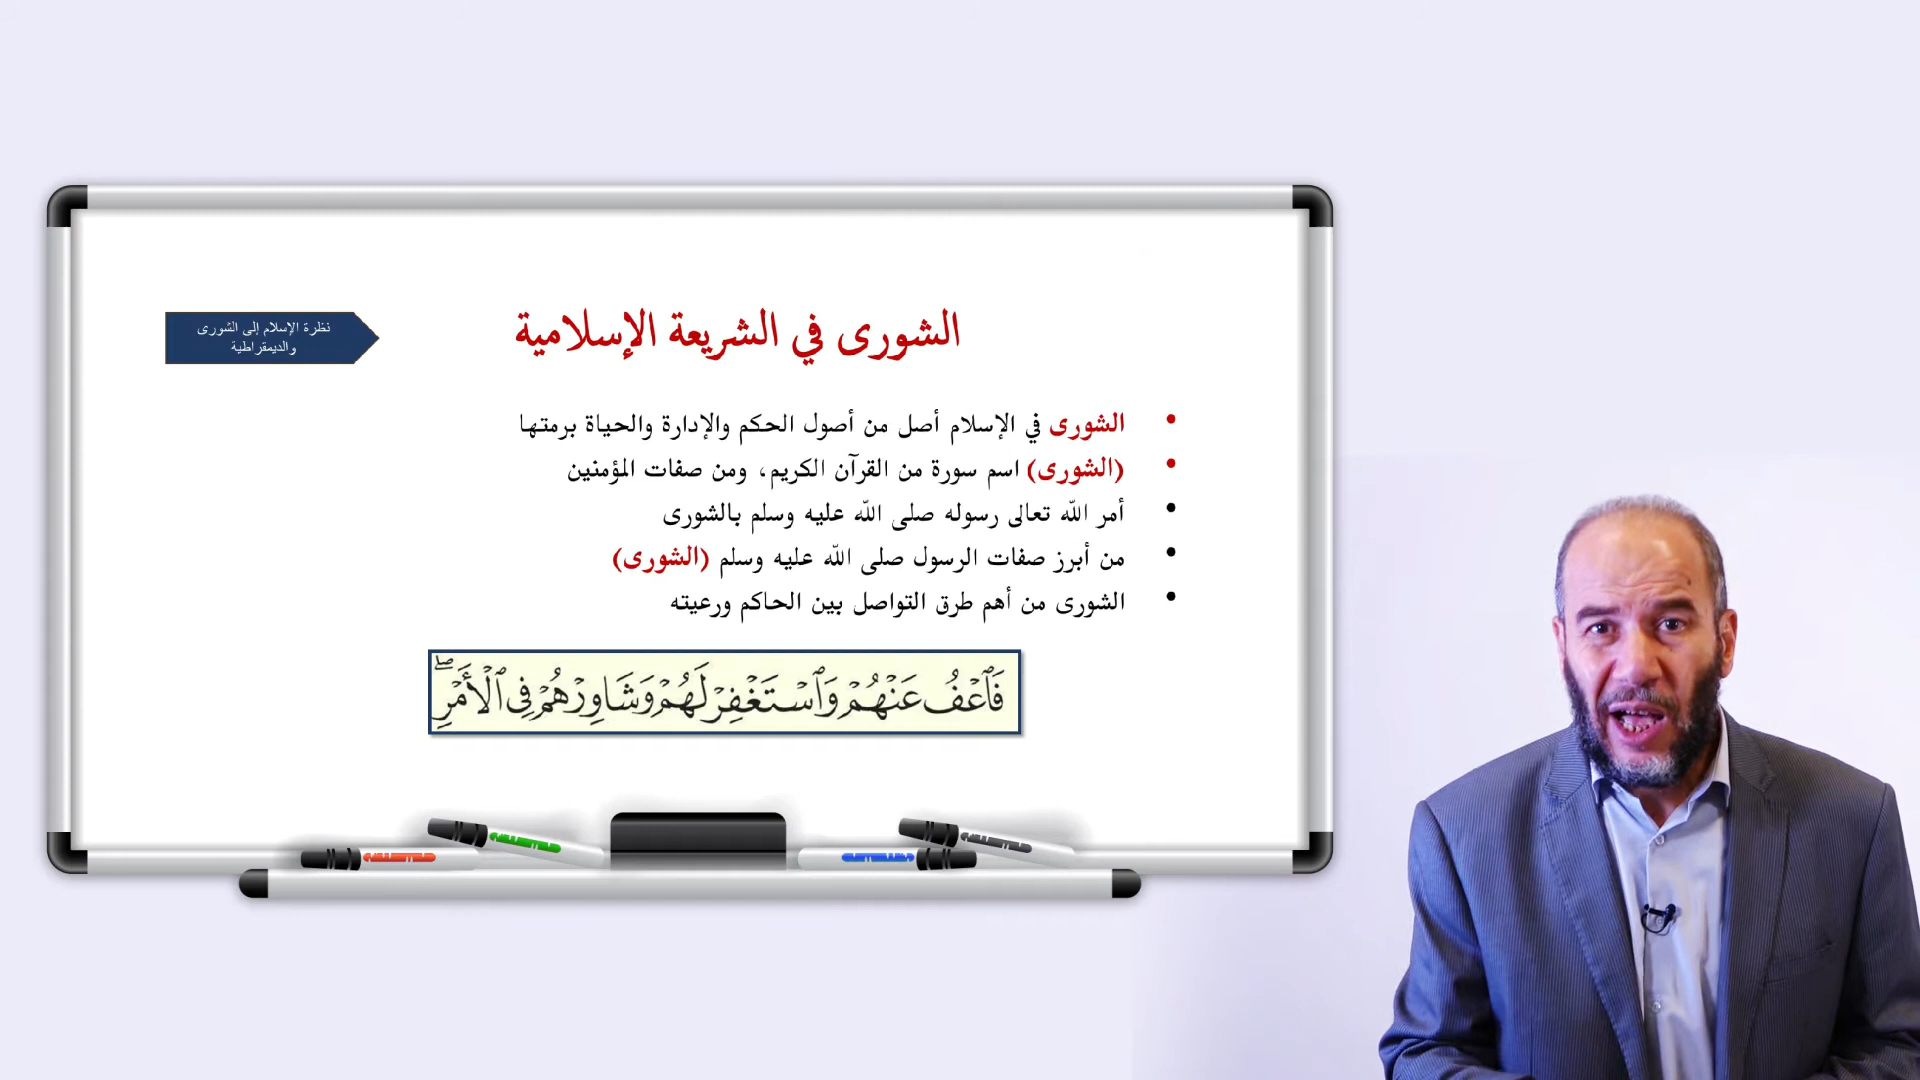 الشورى في الشريعة الإسلامية
نظرة الإسلام إلى الشورى
والديمقراطية
• الشورى في الإسلام أصل من أصول الحكم والإدارة والحياة برمتها
• (الشورى) اسم سورة من القرآن الكريم، ومن صفات المؤمنين
• أمر الله تعالى رسوله صلى الله عليه وسلم بالشورى
• من أبرز صفات الرسول صلى الله عليه وسلم (الشورى)
• الشورى من أهم طرق التواصل بين الحاكم ورعيته
فَٱعۡفُ عَنۡهُمۡ وَٱسۡتَغۡفِرۡ لَهُمۡ وَشَاوِرۡهُمۡ فِي ٱلۡأَمۡرِۖ